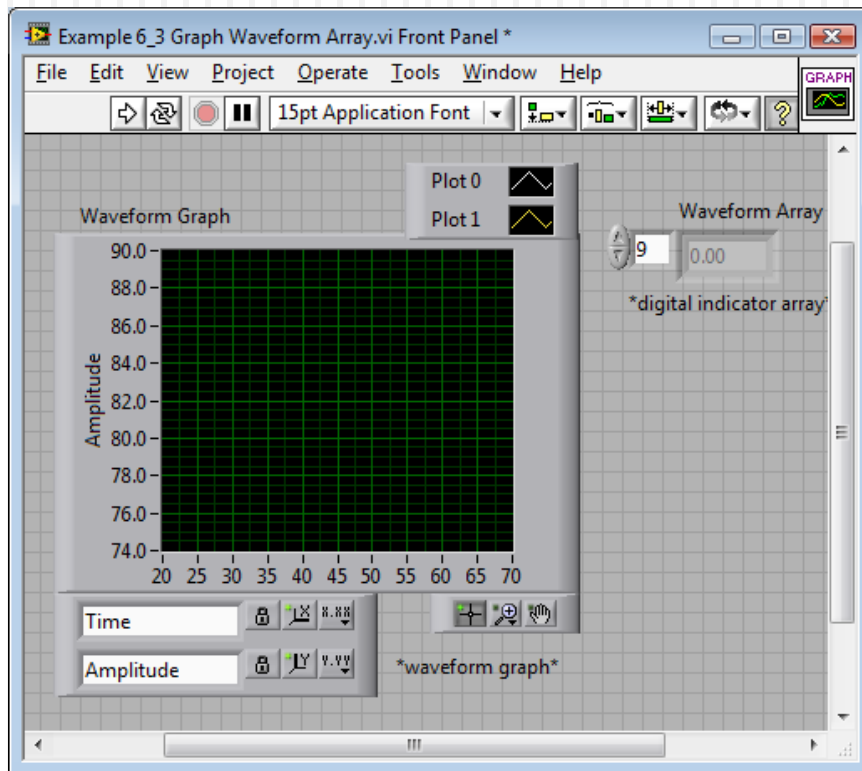 Example 6_3 Graph Waveform Array.vi Front Panel *
File Edit View Project Operate Tools Window Help
GRAPH
15pt Application Font
?
Plot 0
Plot 1
Waveform Graph
Waveform Array
9
0.00
*digital indicator array*
Amplitude
90.0
88.0
86.0
84.0
82.0
80.0
78.0
76.0
74.0
20 25 30 35 40 45 50 55 60 65 70
Time
X X.XX
Amplitude
Y Y.YY
*waveform graph*